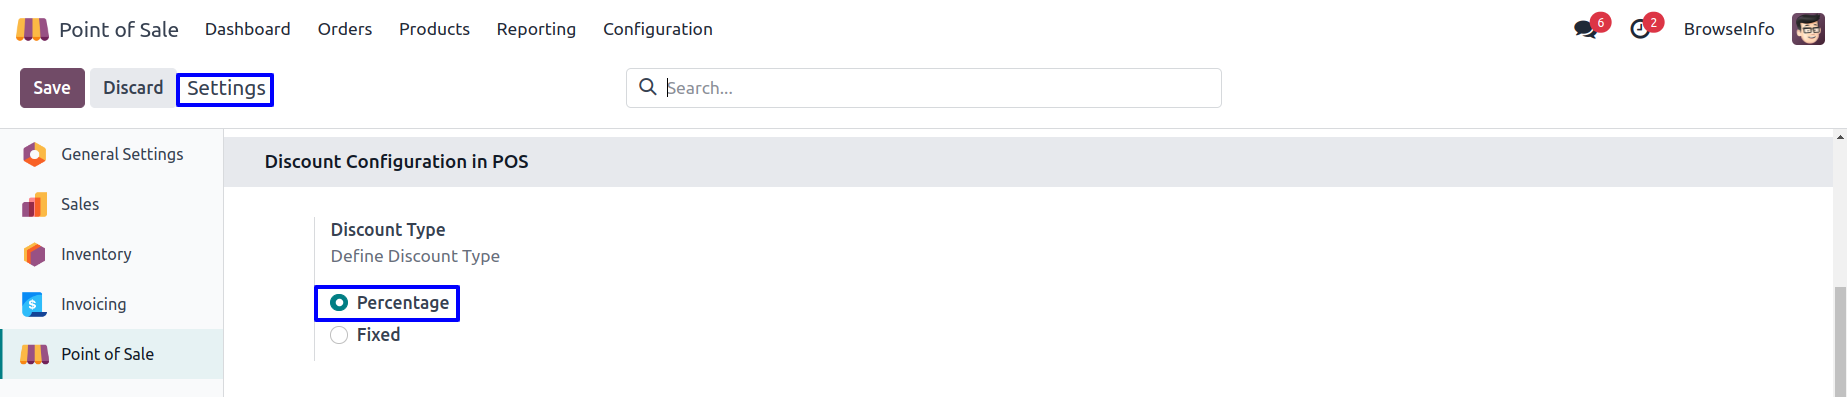 Point of Sale Dashboard Orders Products Reporting Configuration 6 2 BrowseInfo
Save Discard Settings Search...
General Settings
Sales
Inventory
Invoicing
$
Point of Sale
Discount Configuration in POS
Discount Type
Define Discount Type
Percentage
Fixed